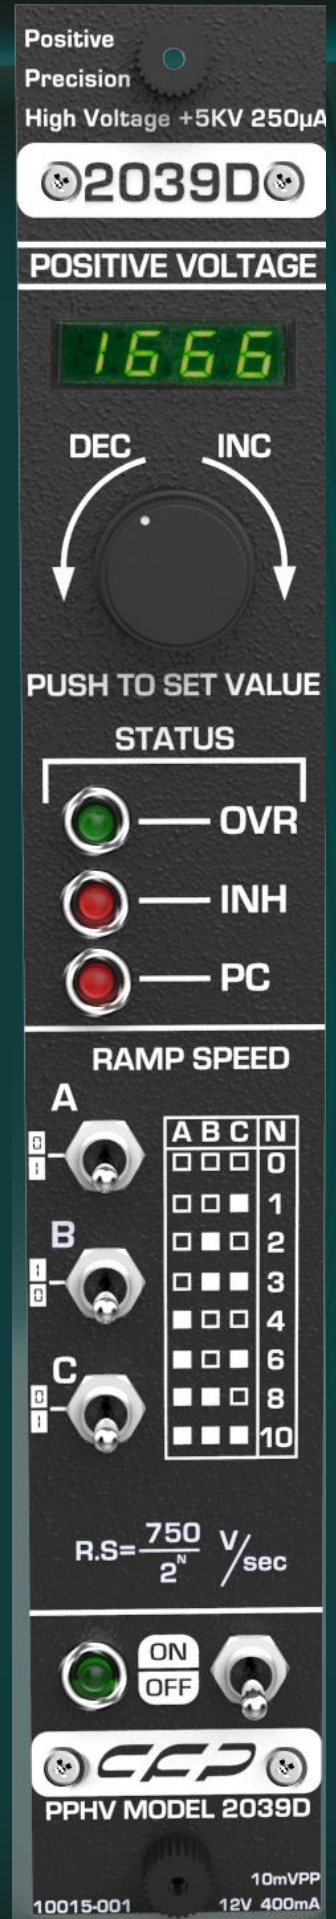 Positive
Precision
High Voltage +5KV 250µA
2039D
POSITIVE VOLTAGE
1666
DEC INC
PUSH TO SET VALUE
STATUS
OVR
INH
PC
RAMP SPEED
A
0
1
B
1
0
C
0
1
A B C N
0
1
2
3
4
6
8
10
R.S= 750 / 2^N V/sec
ON
OFF
CFP
PPHV MODEL 2039D
10mVPP
10015-001 12V 400mA